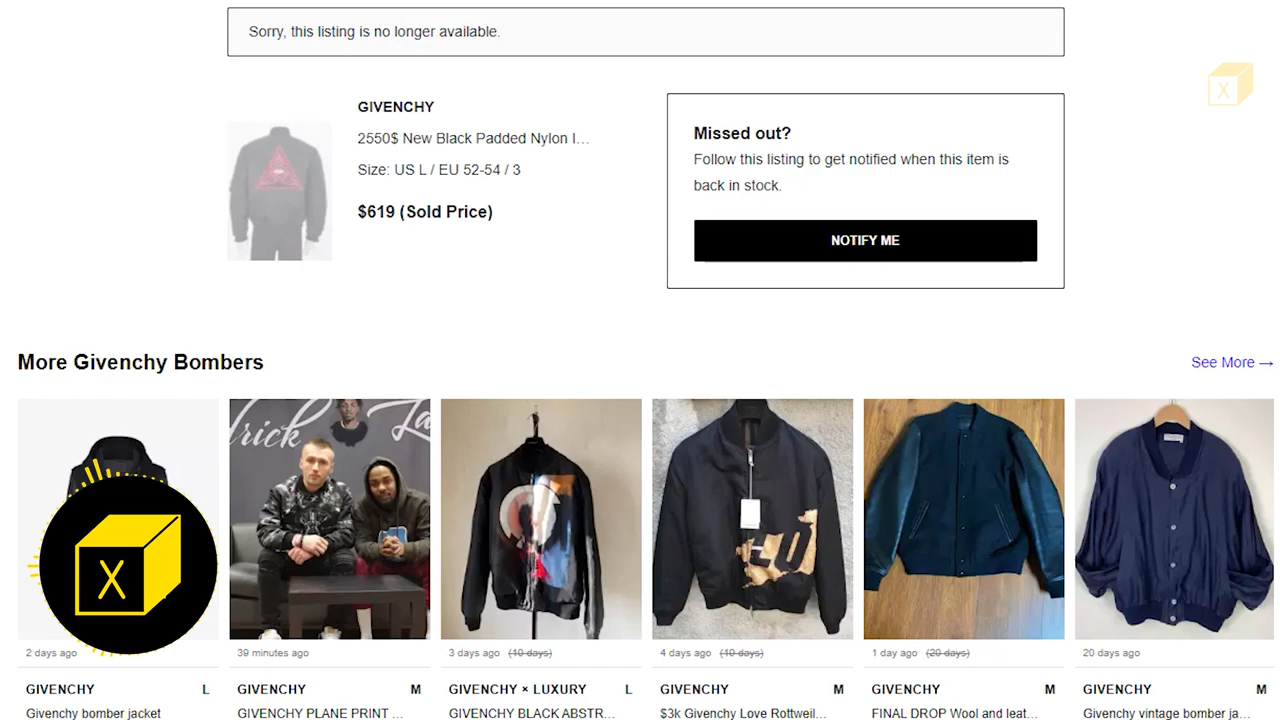 Sorry, this listing is no longer available.
GIVENCHY
2550$ New Black Padded Nylon I...
Size: US L / EU 52-54 / 3
$619 (Sold Price)
Missed out?
Follow this listing to get notified when this item is
back in stock.
NOTIFY ME
X
More Givenchy Bombers
See More →
rick
La
X
2 days ago
39 minutes ago
3 days ago (10 days)
4 days ago (10 days)
1 day ago (20 days)
20 days ago
GIVENCHY L
GIVENCHY M
GIVENCHY × LUXURY L
GIVENCHY M
GIVENCHY M
GIVENCHY M
Givenchy bomber jacket
GIVENCHY PLANE PRINT ...
GIVENCHY BLACK ABSTR...
$3k Givenchy Love Rottweil...
FINAL DROP Wool and leat...
Givenchy vintage bomber ja...